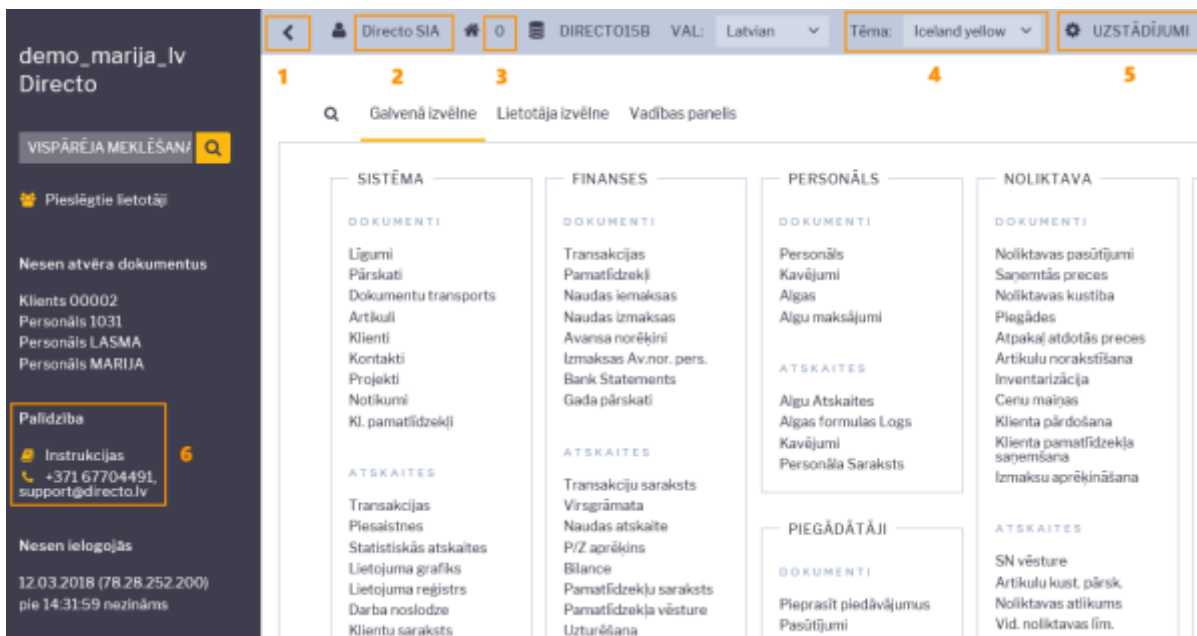 demo_marija_lv
Directo
VISPĀRĒJA MEKLĒŠANA
Pieslēgtie lietotāji
Nesen atvēra dokumentus
Klients 00002
Personāls 1031
Personāls LASMA
Personāls MARIJA
Palīdzība
Instrukcijas
+371 67704491,
support@directo.lv
6
Nesen ielogojās
12.03.2018 (78.28.252.200)
pie 14:31:59 nezināms
Directo SIA
0
DIRECTO15B
VAL:
Latvian
Tēma:
Iceland yellow
UZSTĀDĪJUMI
1
2
3
4
5
Galvenā izvēlne
Lietotāja izvēlne
Vadības panelis
SISTĒMA
DOKUMENTI
Līgumi
Pārskati
Dokumentu transports
Artikuli
Klienti
Kontakti
Projekti
Notikumi
Kl. pamatlīdzekļi
ATSKAITES
Transakcijas
Piesaistnes
Statistiskās atskaites
Lietojuma grafiks
Lietojuma reģistrs
Darba noslodze
Klientu saraksts
FINANSES
DOKUMENTI
Transakcijas
Pamatlīdzekļi
Naudas iemaksas
Naudas izmaksas
Avansa norēķini
Izmaksas Av.nor. pers.
Bank Statements
Gada pārskati
ATSKAITES
Transakciju saraksts
Virsgrāmata
Naudas atskaite
P/Z aprēķins
Bilance
Pamatlīdzekļu saraksts
Pamatlīdzekļa vēsture
Uzturēšana
PERSONĀLS
DOKUMENTI
Personāls
Kavējumi
Algas
Algu maksājumi
ATSKAITES
Algu Atskaites
Algas formulas Logs
Kavējumi
Personāla Saraksts
PIEGĀDĀTĀJI
DOKUMENTI
Pieprasīt piedāvājumus
Pasūtījumi
NOLIKTAVA
DOKUMENTI
Noliktavas pasūtījumi
Saņemtās preces
Noliktavas kustība
Piegādes
Atpakaļ atdotās preces
Artikulu norakstīšana
Inventarizācija
Cenu maiņas
Klienta pārdošana
Klienta pamatlīdzekļa
saņemšana
Izmaksu aprēķināšana
ATSKAITES
SN vēsture
Artikulu kust. pārsk.
Noliktavas atlikums
Vid. noliktavas līm.